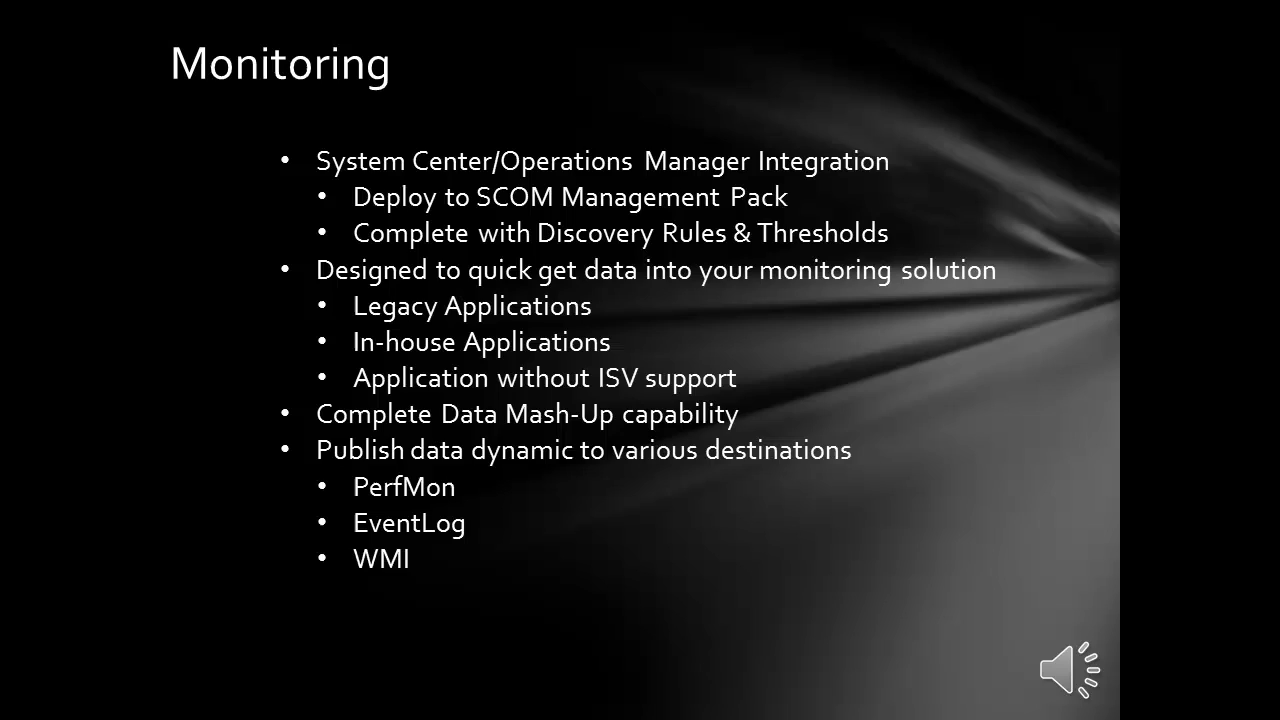 Monitoring
• System Center/Operations Manager Integration
• Deploy to SCOM Management Pack
• Complete with Discovery Rules & Thresholds
• Designed to quick get data into your monitoring solution
• Legacy Applications
• In-house Applications
• Application without ISV support
• Complete Data Mash-Up capability
• Publish data dynamic to various destinations
• PerfMon
• EventLog
• WMI